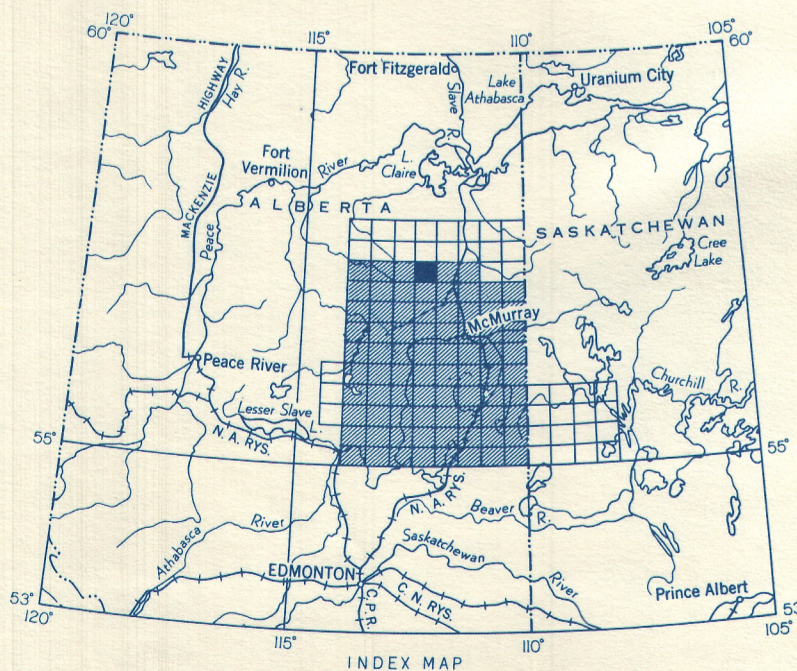 120°
60°
115°
110°
105°
60
HIGHWAY
Hay R.
Fort Fitzgerald
Slave R.
Lake
Athabasca
Uranium City
Fort
Vermilion
River
L.
Claire
MACKENZIE
Peace
ALBERTA
SASKATCHEWAN
Cree
Lake
McMurray
Peace River
Churchill R.
Lesser Slave L.
N. A. RYS.
55°
55°
N. A. RYS.
Beaver R.
Athabasca River
Saskatchewan River
EDMONTON
C. N. RYS.
C. P. R.
Prince Albert
53°
120°
115°
110°
53
105°
INDEX MAP